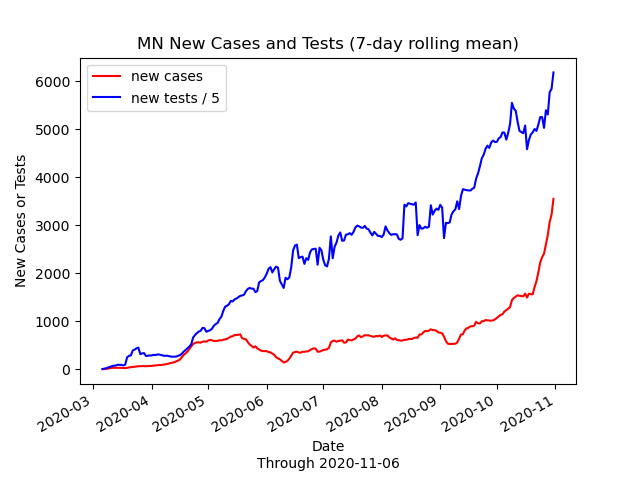 MN New Cases and Tests (7-day rolling mean)
new cases
new tests / 5
6000
5000
4000
3000
2000
1000
0
New Cases or Tests
2020-03
2020-04
2020-05
2020-06
2020-07
2020-08
2020-09
2020-10
2020-11
Date
Through 2020-11-06